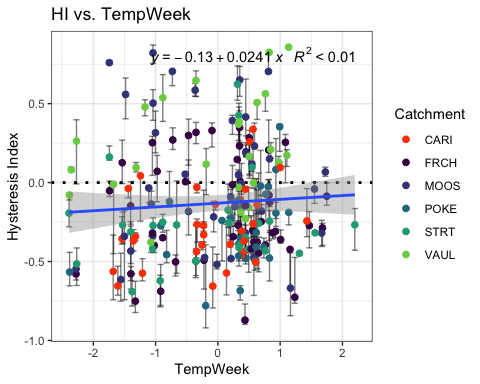 HI vs. TempWeek
y = − 0.13 + 0.0241 x R² < 0.01
Hysteresis Index
0.5
0.0
-0.5
-1.0
-2
-1
0
1
2
TempWeek
Catchment
CARI
FRCH
MOOS
POKE
STRT
VAUL